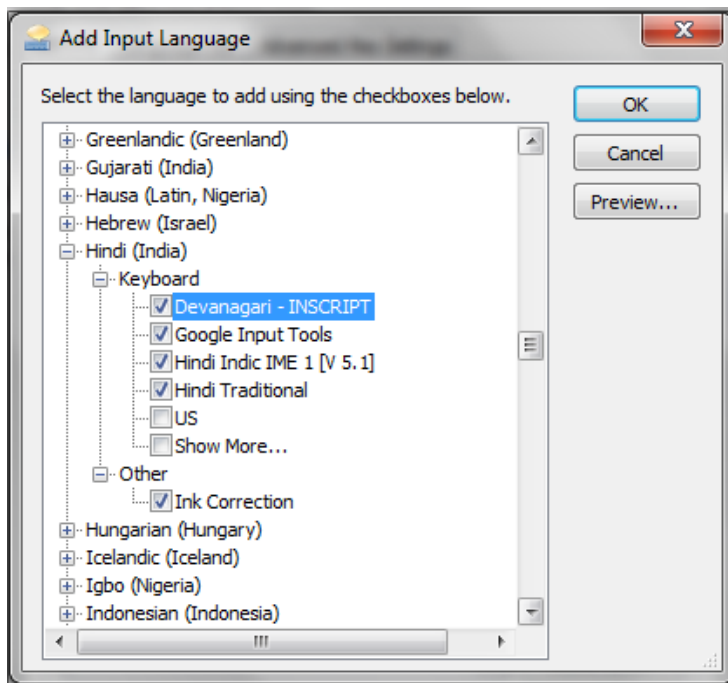 Add Input Language
Select the language to add using the checkboxes below.
OK
Cancel
Preview...
Greenlandic (Greenland)
Gujarati (India)
Hausa (Latin, Nigeria)
Hebrew (Israel)
Hindi (India)
Keyboard
Devanagari - INSCRIPT
Google Input Tools
Hindi Indic IME 1 [V 5.1]
Hindi Traditional
US
Show More...
Other
Ink Correction
Hungarian (Hungary)
Icelandic (Iceland)
Igbo (Nigeria)
Indonesian (Indonesia)